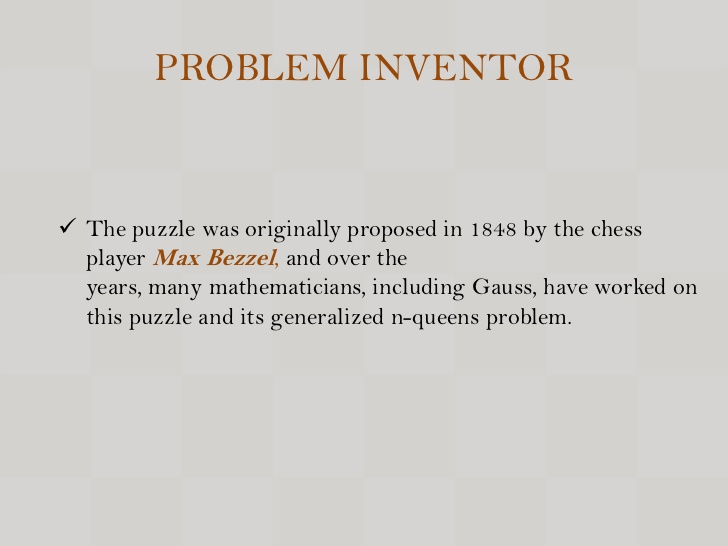 PROBLEM INVENTOR
✓ The puzzle was originally proposed in 1848 by the chess
player Max Bezzel, and over the
years, many mathematicians, including Gauss, have worked on
this puzzle and its generalized n-queens problem.